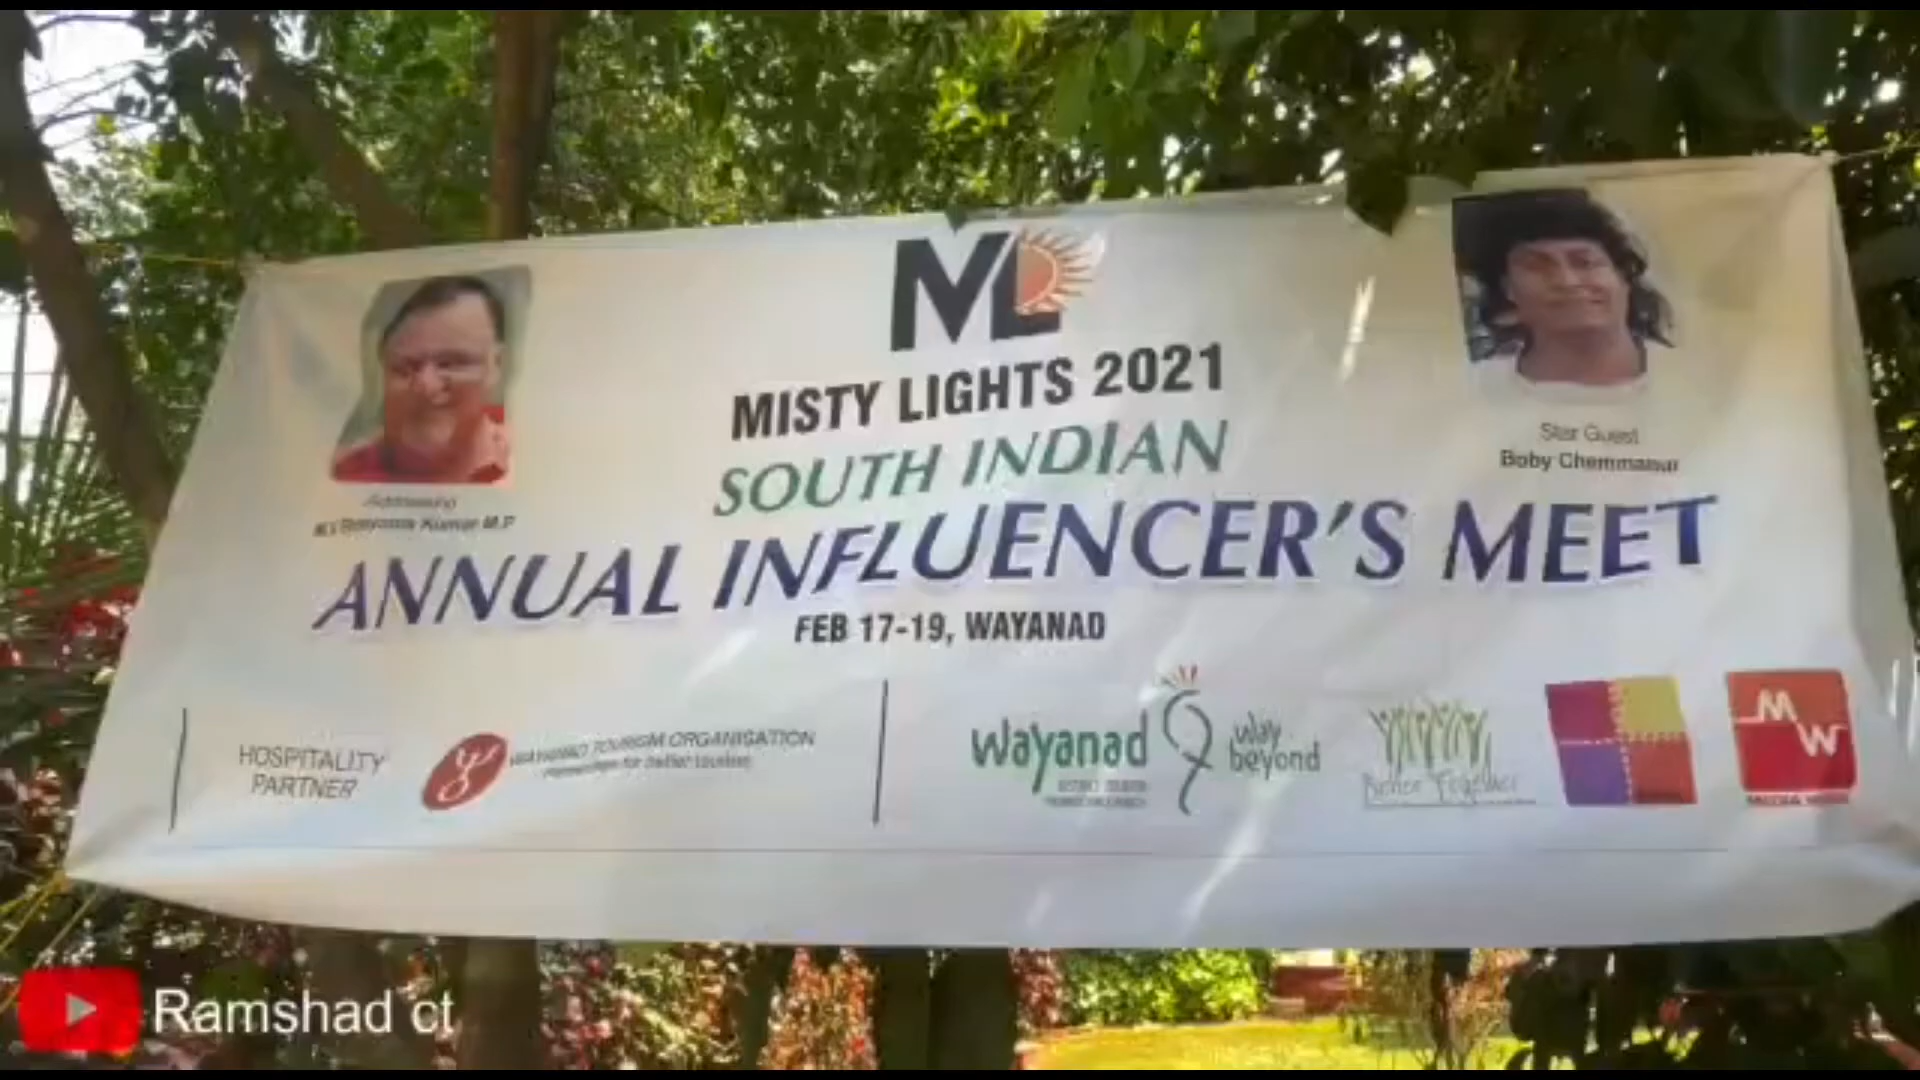 ML
MISTY LIGHTS 2021
SOUTH INDIAN
ANNUAL INFLUENCER'S MEET
FEB 17-19, WAYANAD
Kumar M.P
Star Guest
Boby Chemmanur
HOSPITALITY
PARTNER
WAYANAD TOURISM ORGANISATION
wayanad
way
beyond
MW
Ramshad ct